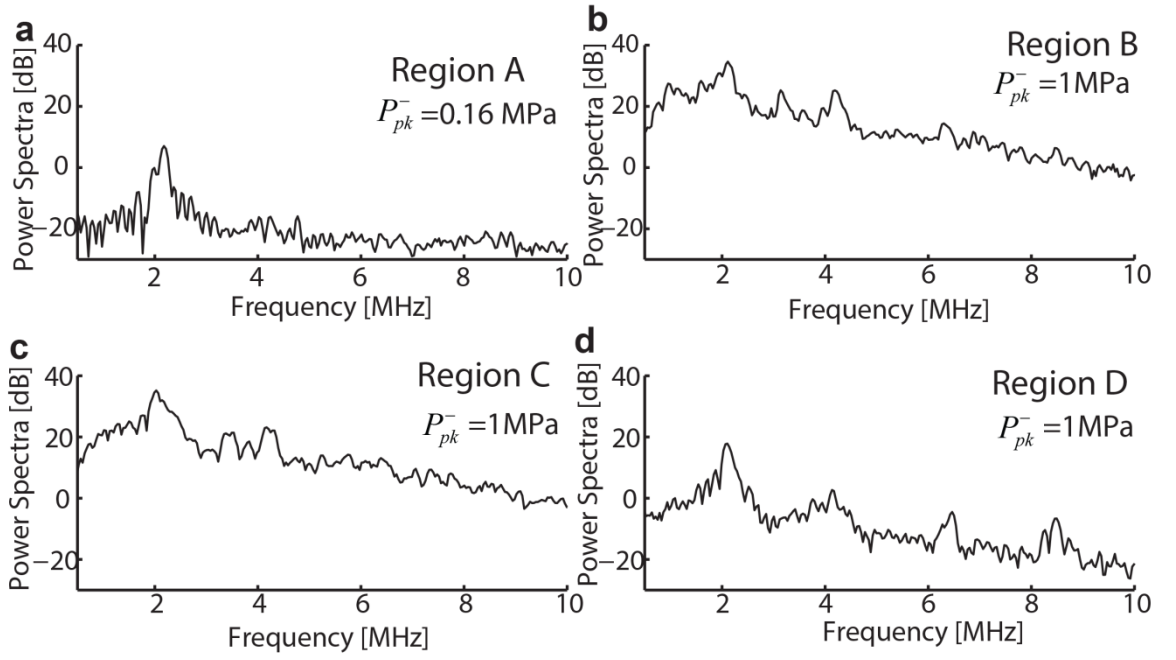 a
40
20
0
−20
Power Spectra [dB]
Region A
P⁻pk =0.16 MPa
2 4 6 8 10
Frequency [MHz]
b
40
20
0
−20
Power Spectra [dB]
Region B
P⁻pk =1MPa
2 4 6 8 10
Frequency [MHz]
c
40
20
0
−20
Power Spectra [dB]
Region C
P⁻pk =1MPa
2 4 6 8 10
Frequency [MHz]
d
40
20
0
−20
Power Spectra [dB]
Region D
P⁻pk =1MPa
2 4 6 8 10
Frequency [MHz]